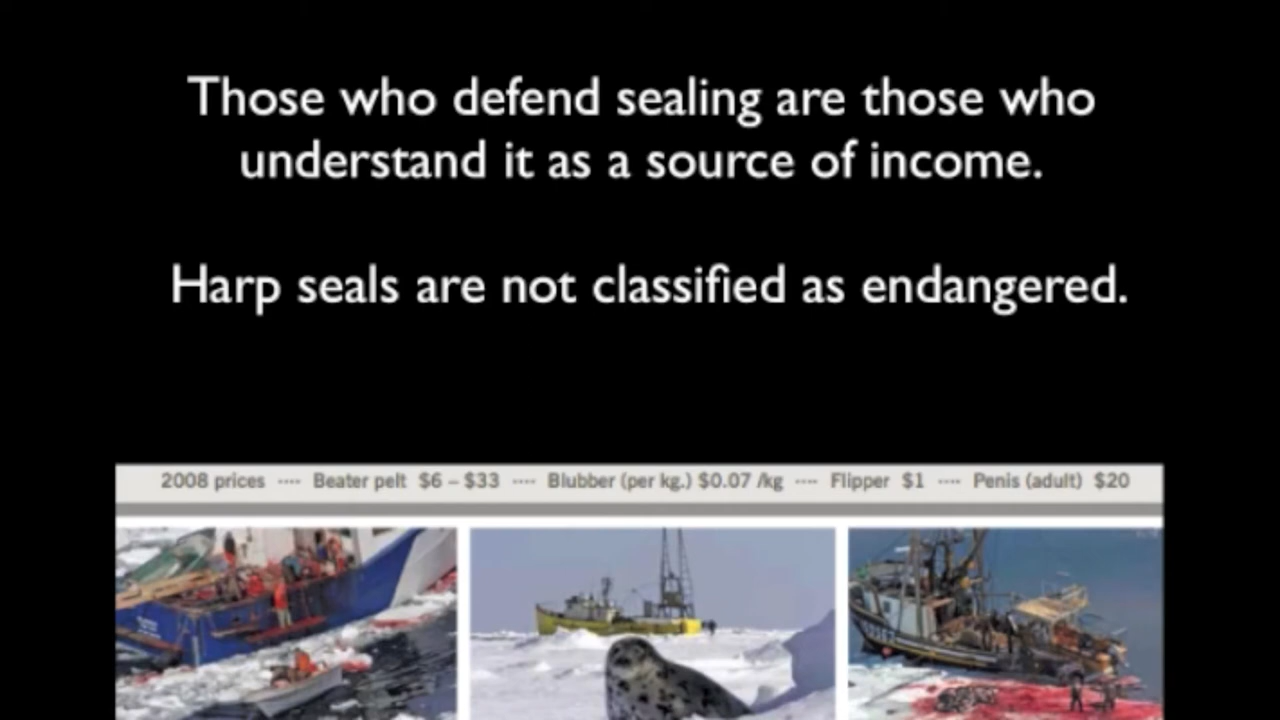 Those who defend sealing are those who
understand it as a source of income.
Harp seals are not classified as endangered.
2008 prices ···· Beater pelt $6 – $33 ···· Blubber (per kg.) $0.07 /kg ···· Flipper $1 ···· Penis (adult) $20